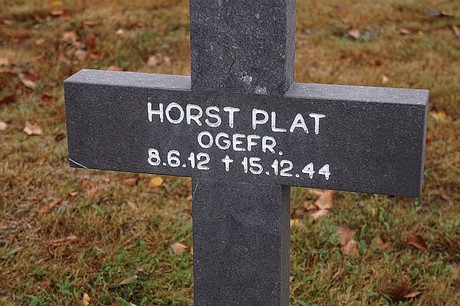 HORST PLAT
OGEFR.
8.6.12 † 15.12.44